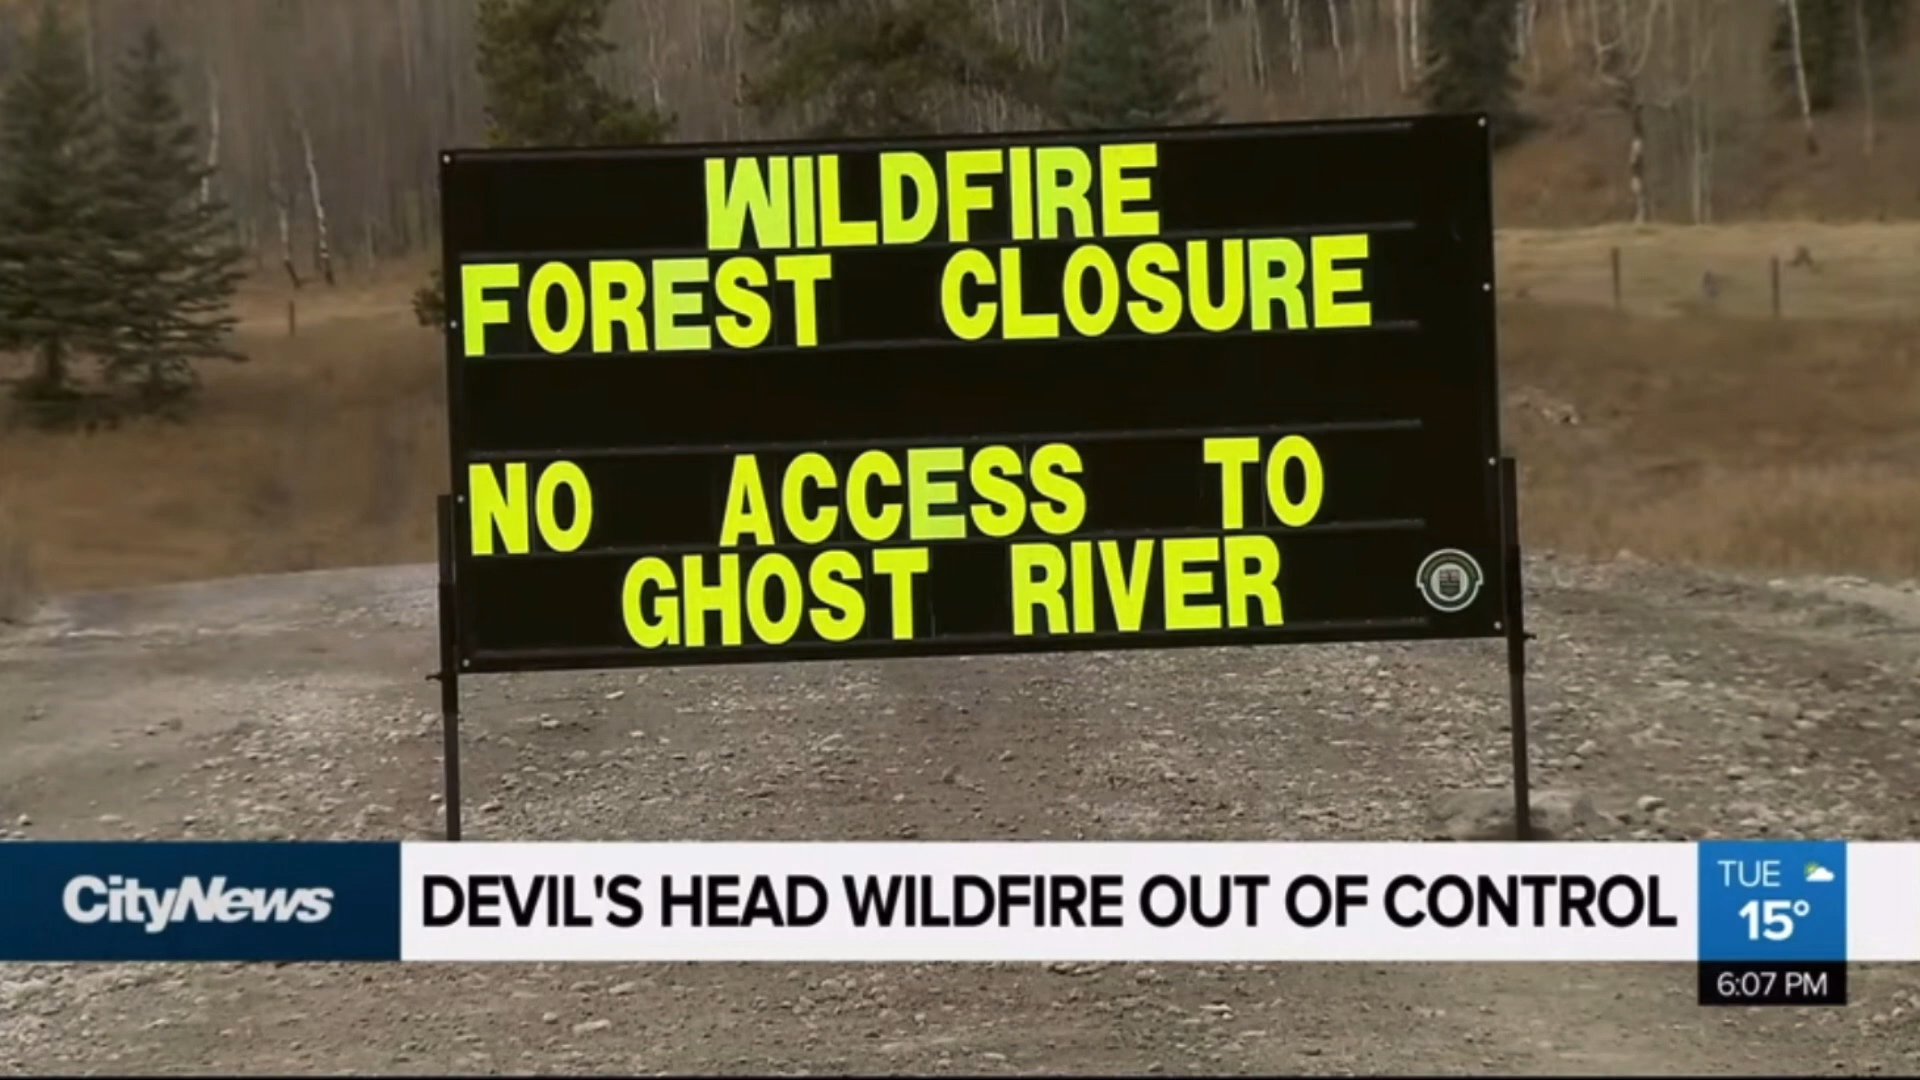 WILDFIRE
FOREST CLOSURE
NO ACCESS TO
GHOST RIVER
CityNews
DEVIL'S HEAD WILDFIRE OUT OF CONTROL
TUE
15°
6:07 PM